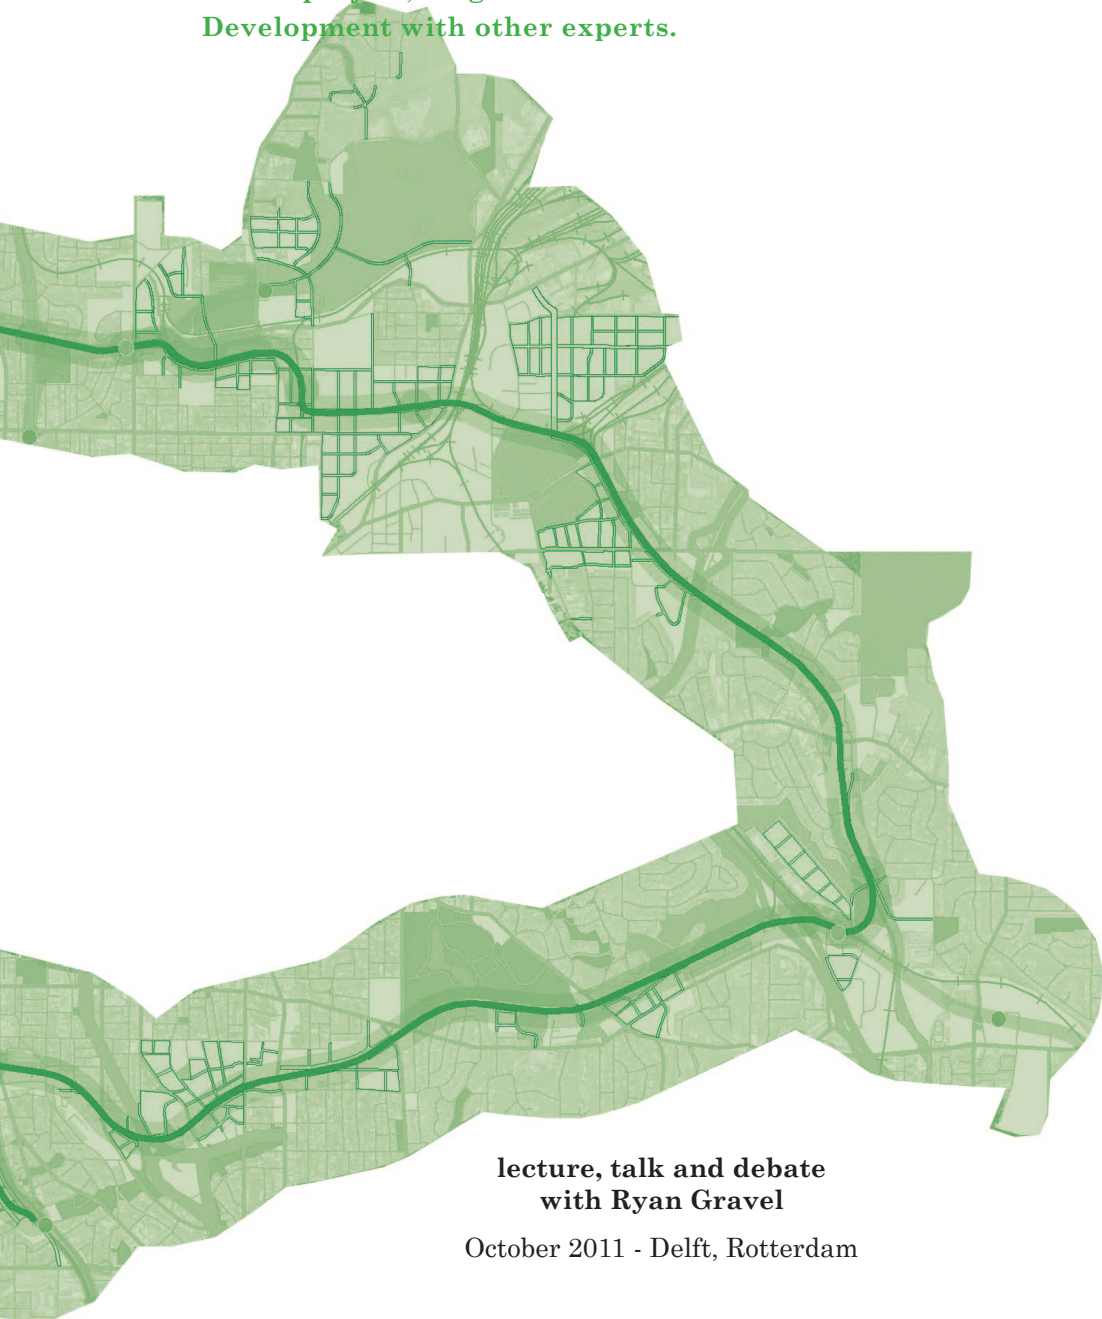 Development with other experts.
lecture, talk and debate
with Ryan Gravel
October 2011 - Delft, Rotterdam